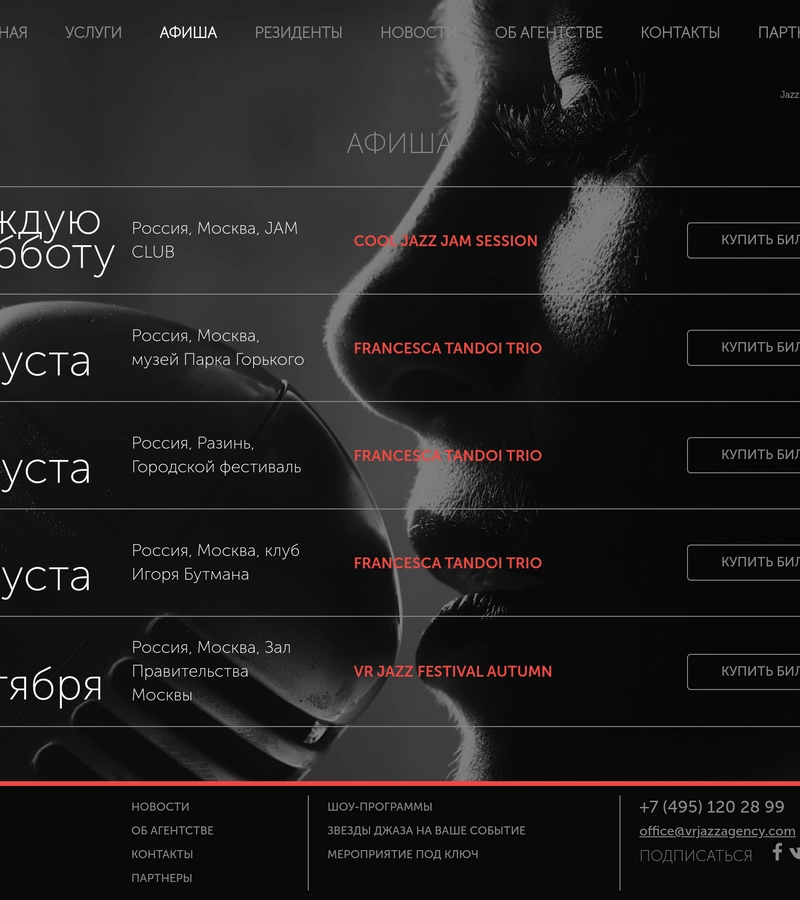 НАЯ УСЛУГИ АФИША РЕЗИДЕНТЫ НОВОСТИ ОБ АГЕНТСТВЕ КОНТАКТЫ ПАРТН
Jazz
АФИША
ждую
бботу
Россия, Москва, JAM
CLUB
COOL JAZZ JAM SESSION
КУПИТЬ БИЛ
уста
Россия, Москва,
музей Парка Горького
FRANCESCA TANDOI TRIO
КУПИТЬ БИЛ
уста
Россия, Разинь,
Городской фестиваль
FRANCESCA TANDOI TRIO
КУПИТЬ БИЛ
уста
Россия, Москва, клуб
Игоря Бутмана
FRANCESCA TANDOI TRIO
КУПИТЬ БИЛ
тября
Россия, Москва, Зал
Правительства
Москвы
VR JAZZ FESTIVAL AUTUMN
КУПИТЬ БИЛ
НОВОСТИ
ОБ АГЕНТСТВЕ
КОНТАКТЫ
ПАРТНЕРЫ
ШОУ-ПРОГРАММЫ
ЗВЕЗДЫ ДЖАЗА НА ВАШЕ СОБЫТИЕ
МЕРОПРИЯТИЕ ПОД КЛЮЧ
+7 (495) 120 28 99
office@vrjazzagency.com
ПОДПИСАТЬСЯ